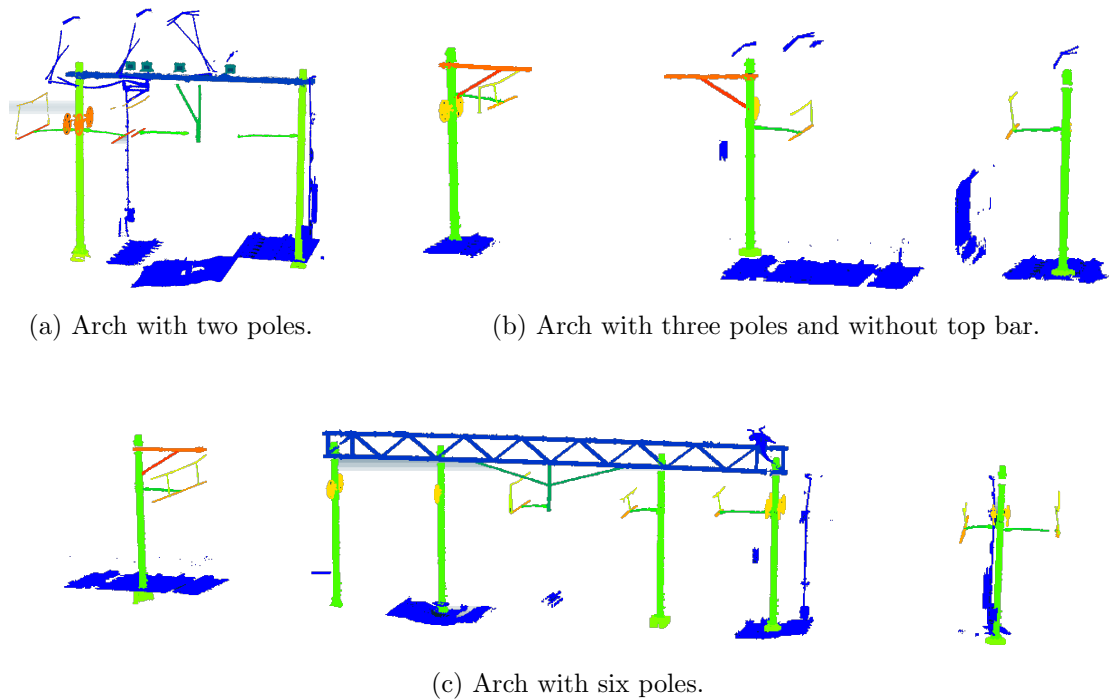 (a) Arch with two poles.
(b) Arch with three poles and without top bar.
(c) Arch with six poles.